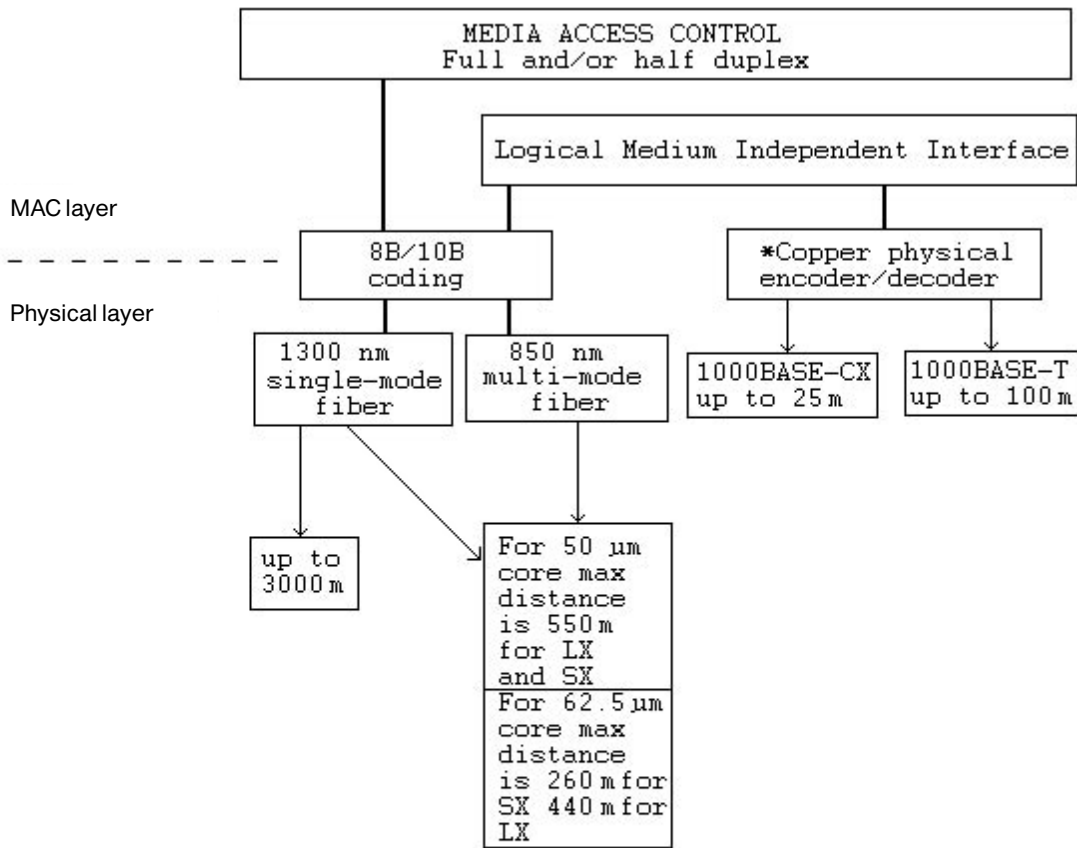 MEDIA ACCESS CONTROL
Full and/or half duplex
Logical Medium Independent Interface
MAC layer
8B/10B
coding
*Copper physical
encoder/decoder
Physical layer
1300 nm
single-mode
fiber
850 nm
multi-mode
fiber
1000BASE-CX
up to 25 m
1000BASE-T
up to 100 m
up to
3000 m
For 50 µm
core max
distance
is 550 m
for LX
and SX
For 62.5 µm
core max
distance
is 260 m for
SX 440 m for
LX